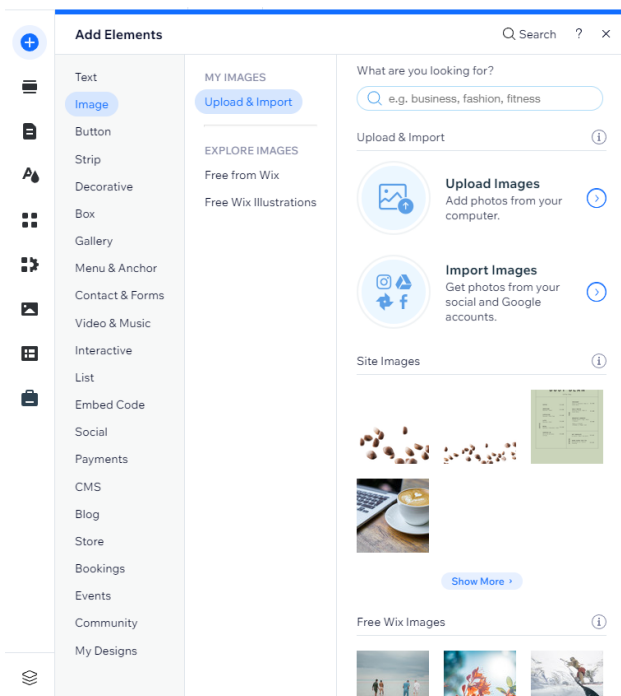 Add Elements
Search
?
×
Text
Image
Button
Strip
Decorative
Box
Gallery
Menu & Anchor
Contact & Forms
Video & Music
Interactive
List
Embed Code
Social
Payments
CMS
Blog
Store
Bookings
Events
Community
My Designs
MY IMAGES
Upload & Import
EXPLORE IMAGES
Free from Wix
Free Wix Illustrations
What are you looking for?
e.g. business, fashion, fitness
Upload & Import
Upload Images
Add photos from your
computer.
Import Images
Get photos from your
social and Google
accounts.
Site Images
Show More
Free Wix Images